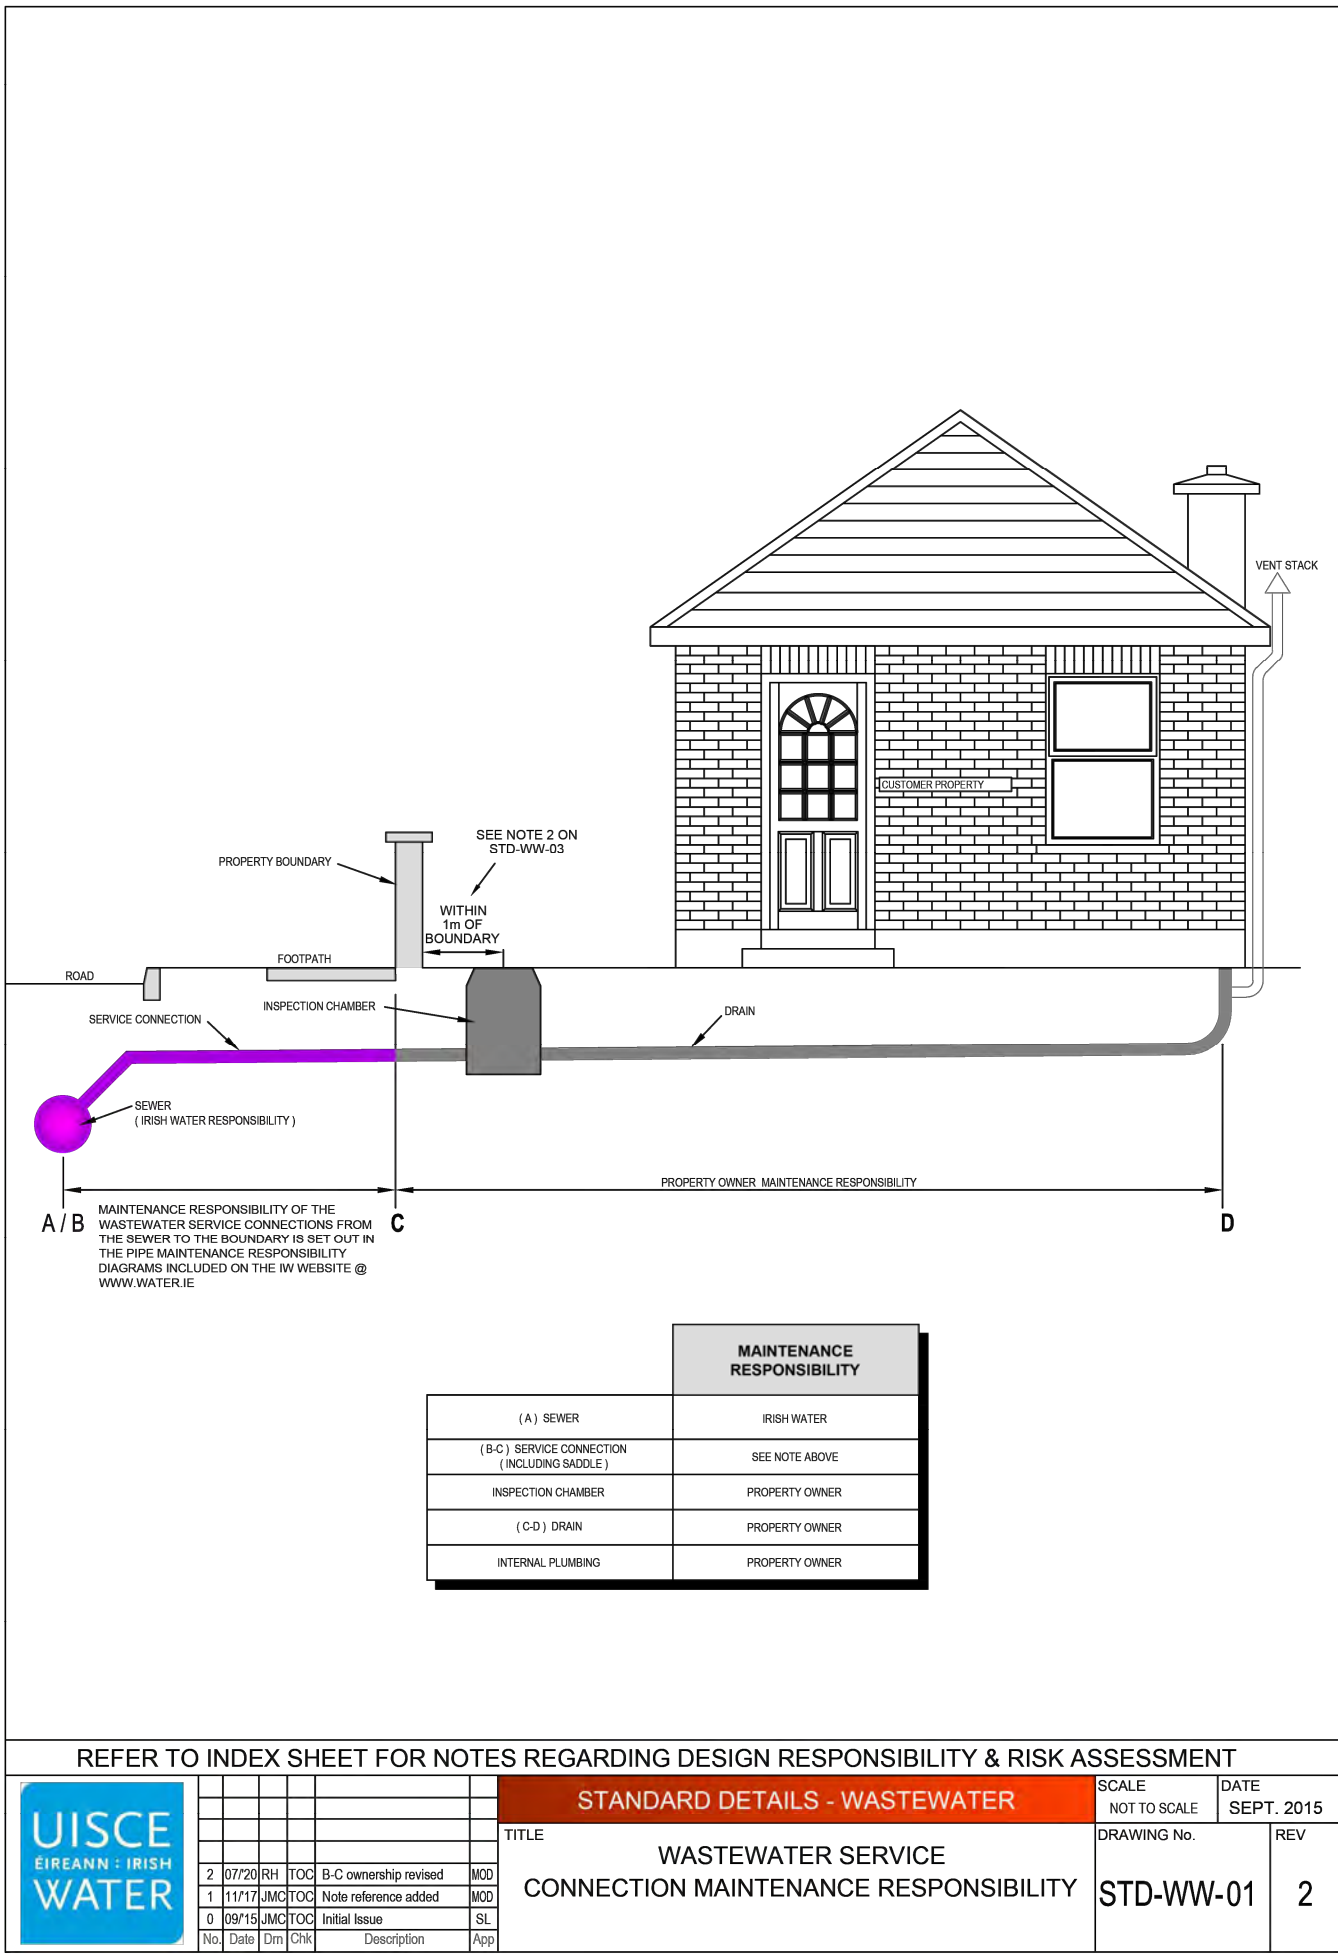 VENT STACK
CUSTOMER PROPERTY
SEE NOTE 2 ON
STD-WW-03
PROPERTY BOUNDARY
WITHIN
1m OF
BOUNDARY
FOOTPATH
ROAD
INSPECTION CHAMBER
SERVICE CONNECTION
DRAIN
SEWER
( IRISH WATER RESPONSIBILITY )
PROPERTY OWNER MAINTENANCE RESPONSIBILITY
A / B
C
D
MAINTENANCE RESPONSIBILITY OF THE
WASTEWATER SERVICE CONNECTIONS FROM
THE SEWER TO THE BOUNDARY IS SET OUT IN
THE PIPE MAINTENANCE RESPONSIBILITY
DIAGRAMS INCLUDED ON THE IW WEBSITE @
WWW.WATER.IE
MAINTENANCE
RESPONSIBILITY
( A ) SEWER IRISH WATER
( B-C ) SERVICE CONNECTION
( INCLUDING SADDLE ) SEE NOTE ABOVE
INSPECTION CHAMBER PROPERTY OWNER
( C-D ) DRAIN PROPERTY OWNER
INTERNAL PLUMBING PROPERTY OWNER
REFER TO INDEX SHEET FOR NOTES REGARDING DESIGN RESPONSIBILITY & RISK ASSESSMENT
UISCE
ÉIREANN : IRISH
WATER
2 07/'20 RH TOC B-C ownership revised MOD
1 11/'17 JMC TOC Note reference added MOD
0 09/'15 JMC TOC Initial Issue SL
No. Date Drn Chk Description App
STANDARD DETAILS - WASTEWATER
TITLE
WASTEWATER SERVICE
CONNECTION MAINTENANCE RESPONSIBILITY
SCALE
NOT TO SCALE
DATE
SEPT. 2015
DRAWING No.
STD-WW-01
REV
2